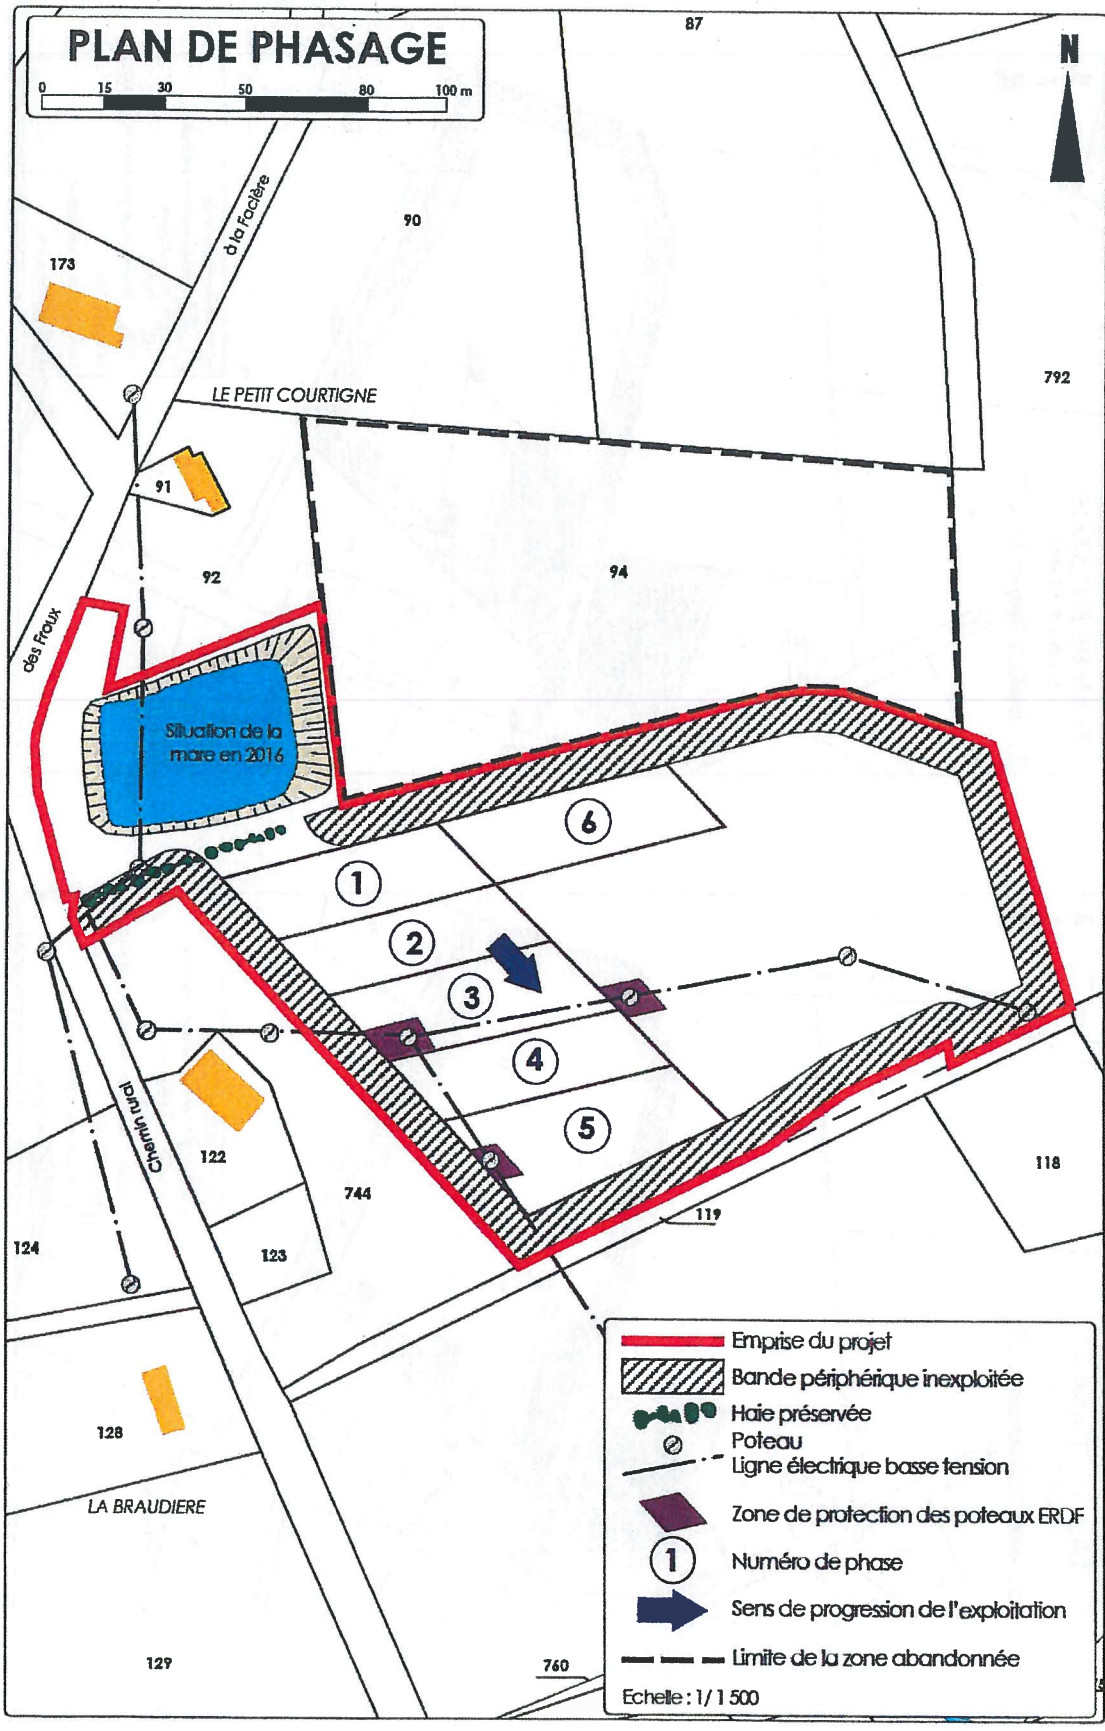 PLAN DE PHASAGE
0 15 30 50 80 100 m
N
87
90
à la Facière
173
792
LE PETIT COURTIGNE
91
92
94
des Froux
Situation de la
mare en 2016
6
1
2
3
4
5
Chemin rural
122
744
118
119
124
123
128
LA BRAUDIERE
129
760
Emprise du projet
Bande périphérique inexploitée
Haie préservée
Poteau
Ligne électrique basse tension
Zone de protection des poteaux ERDF
1 Numéro de phase
Sens de progression de l'exploitation
Limite de la zone abandonnée
Echelle : 1/ 1 500